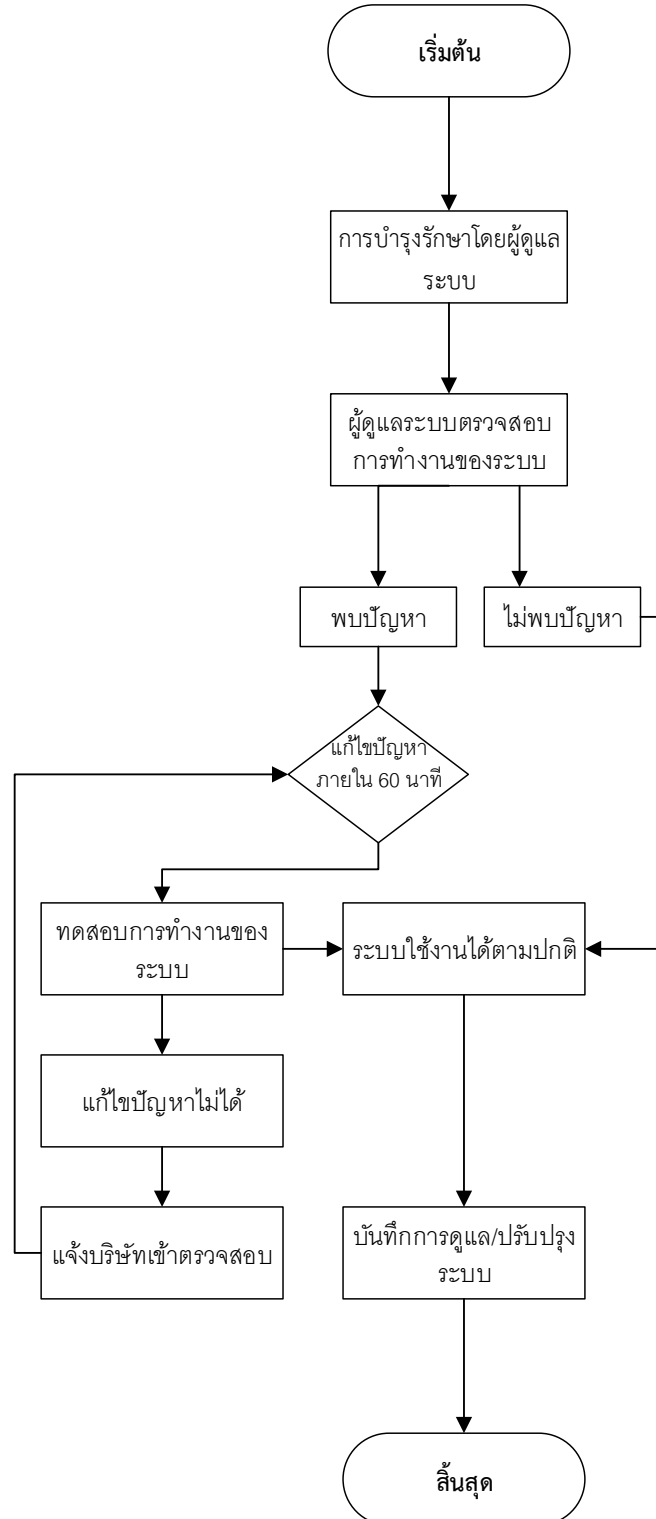 เริ่มต้น
การบำรุงรักษาโดยผู้ดูแล
ระบบ
ผู้ดูแลระบบตรวจสอบ
การทำงานของระบบ
พบปัญหา
ไม่พบปัญหา
แก้ไขปัญหา
ภายใน 60 นาที
ทดสอบการทำงานของ
ระบบ
ระบบใช้งานได้ตามปกติ
แก้ไขปัญหาไม่ได้
แจ้งบริษัทเข้าตรวจสอบ
บันทึกการดูแล/ปรับปรุง
ระบบ
สิ้นสุด